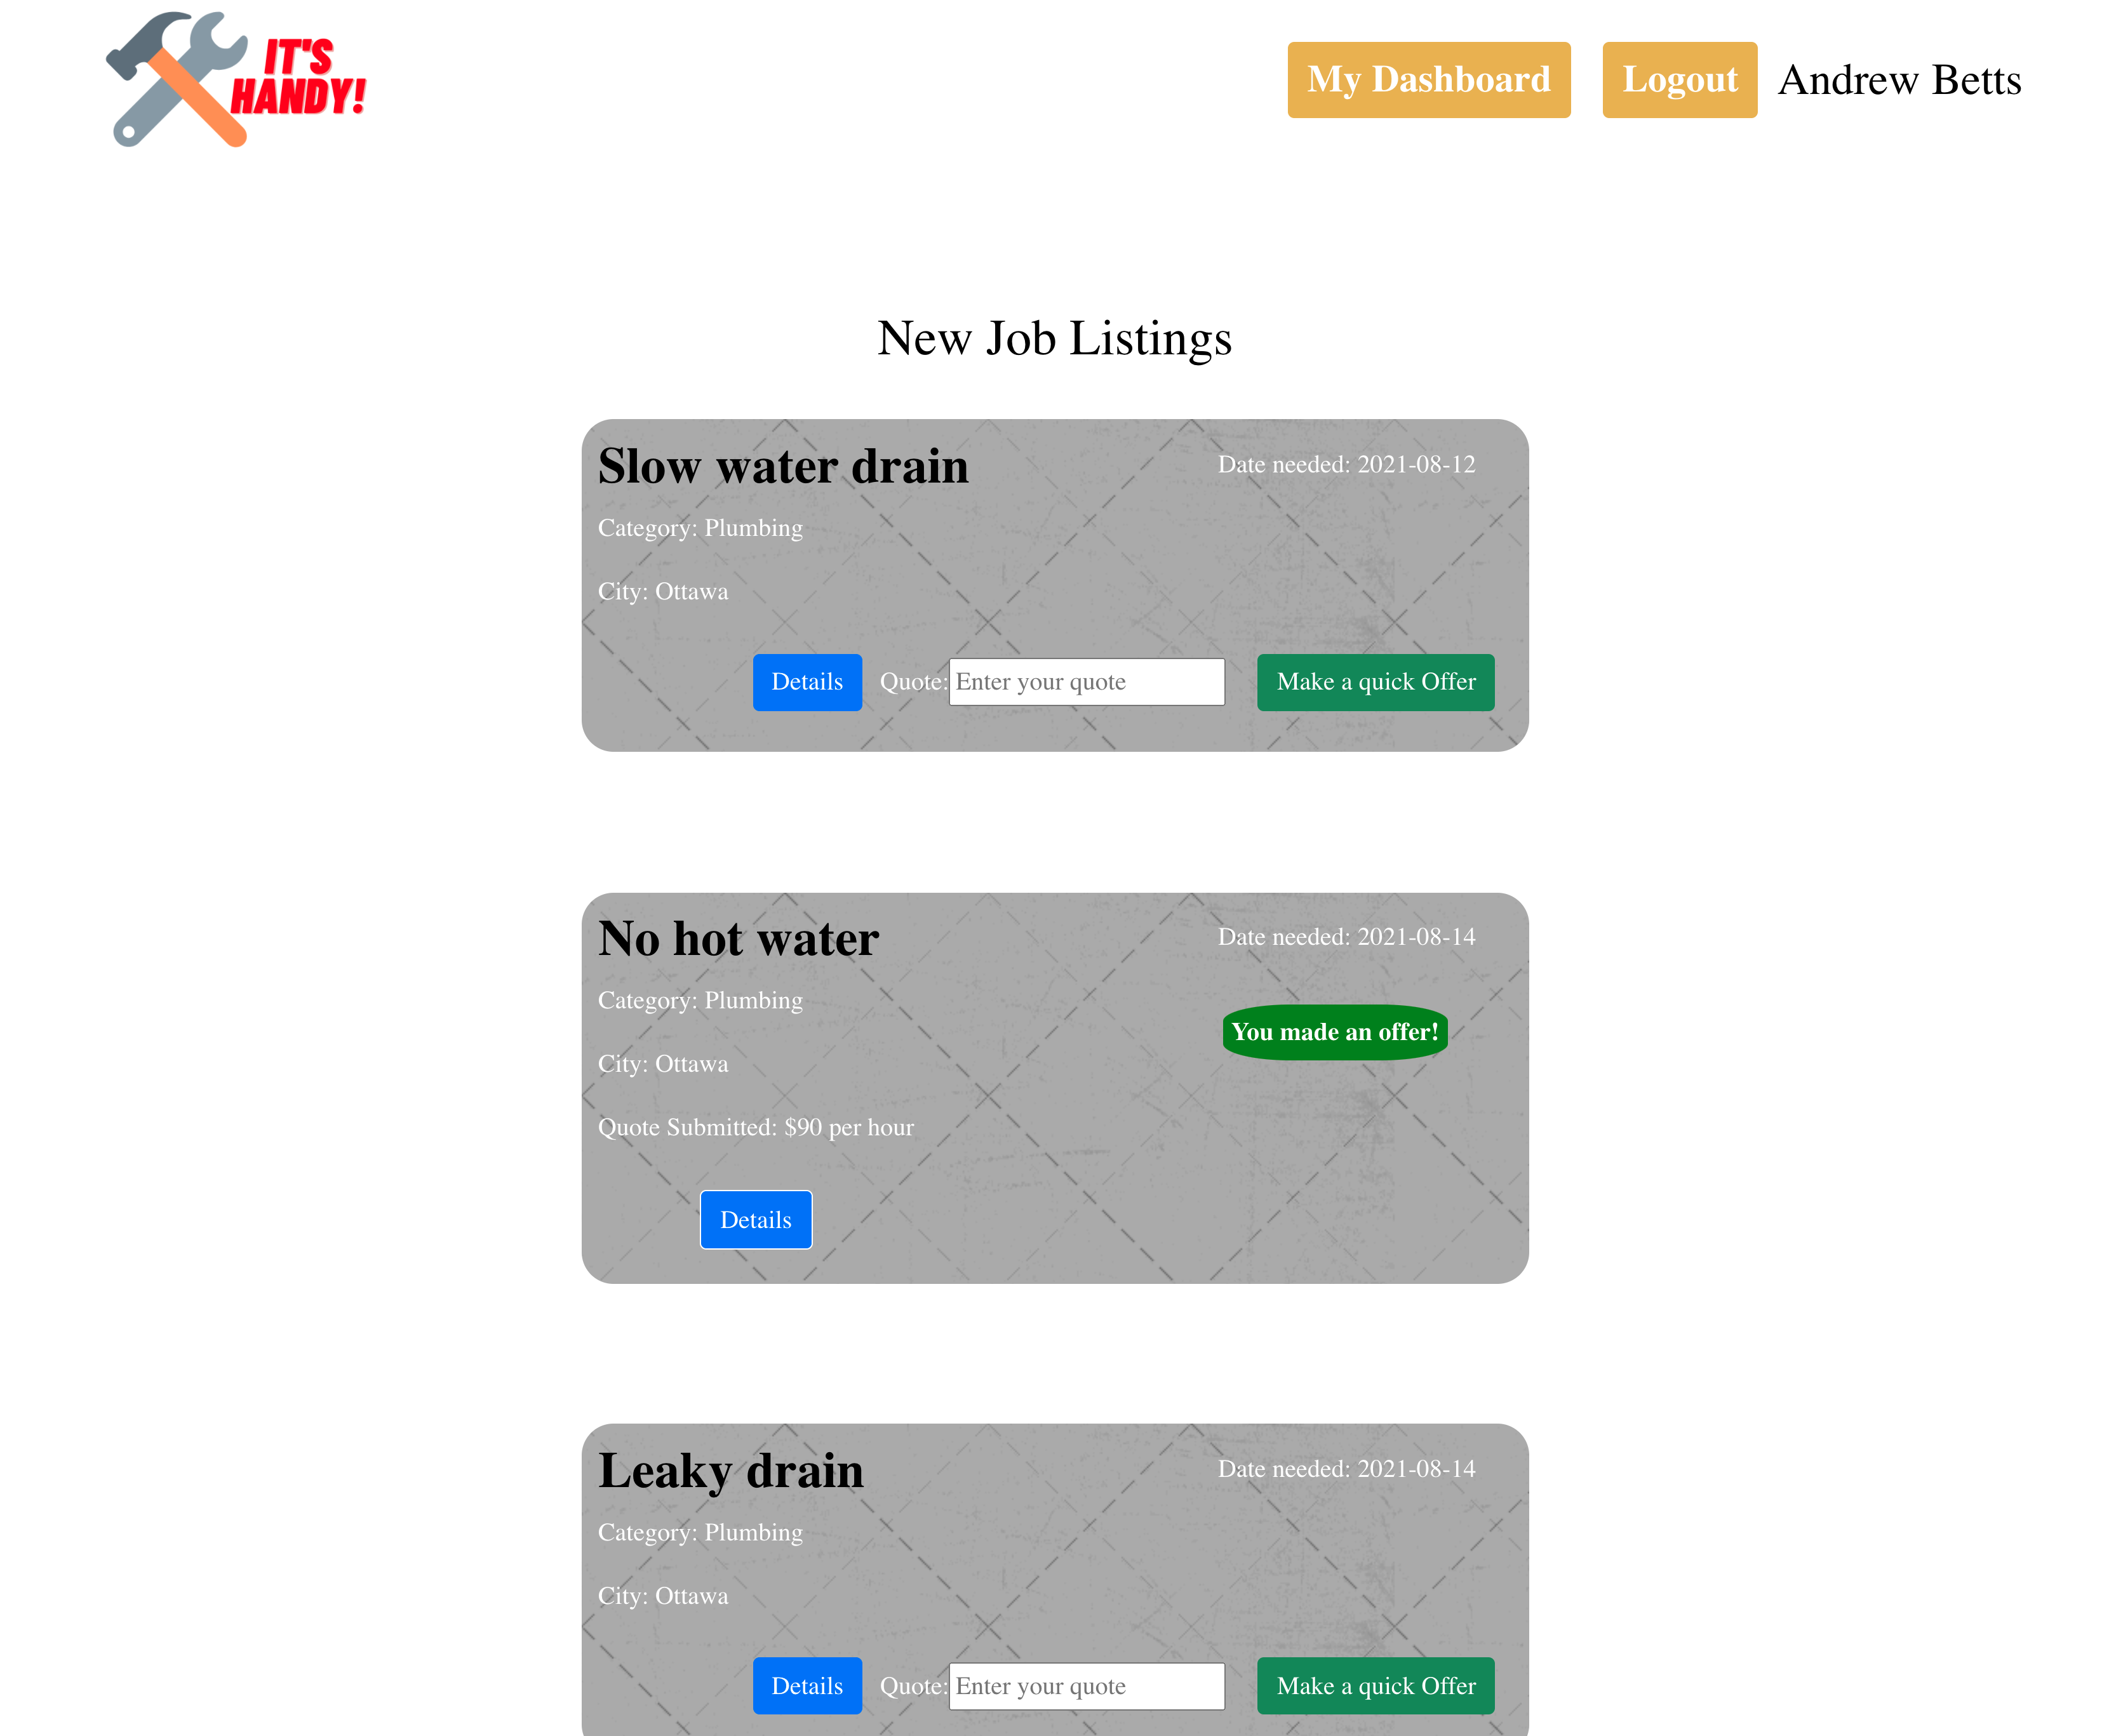 IT'S
HANDY!
My Dashboard Logout Andrew Betts
New Job Listings
Slow water drain Date needed: 2021-08-12
Category: Plumbing
City: Ottawa
Details Quote: Enter your quote Make a quick Offer
No hot water Date needed: 2021-08-14
Category: Plumbing
You made an offer!
City: Ottawa
Quote Submitted: $90 per hour
Details
Leaky drain Date needed: 2021-08-14
Category: Plumbing
City: Ottawa
Details Quote: Enter your quote Make a quick Offer